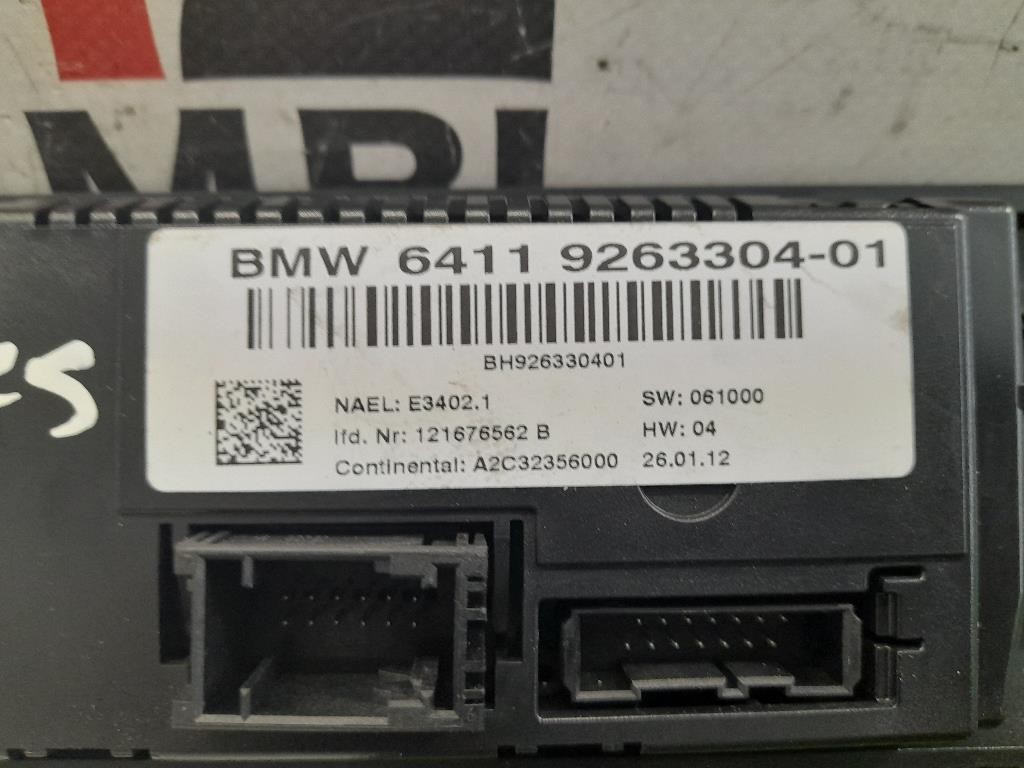 BMW 6411 9263304-01
BH926330401
NAEL: E3402.1 SW: 061000
lfd. Nr: 121676562 B HW: 04
Continental: A2C32356000 26.01.12